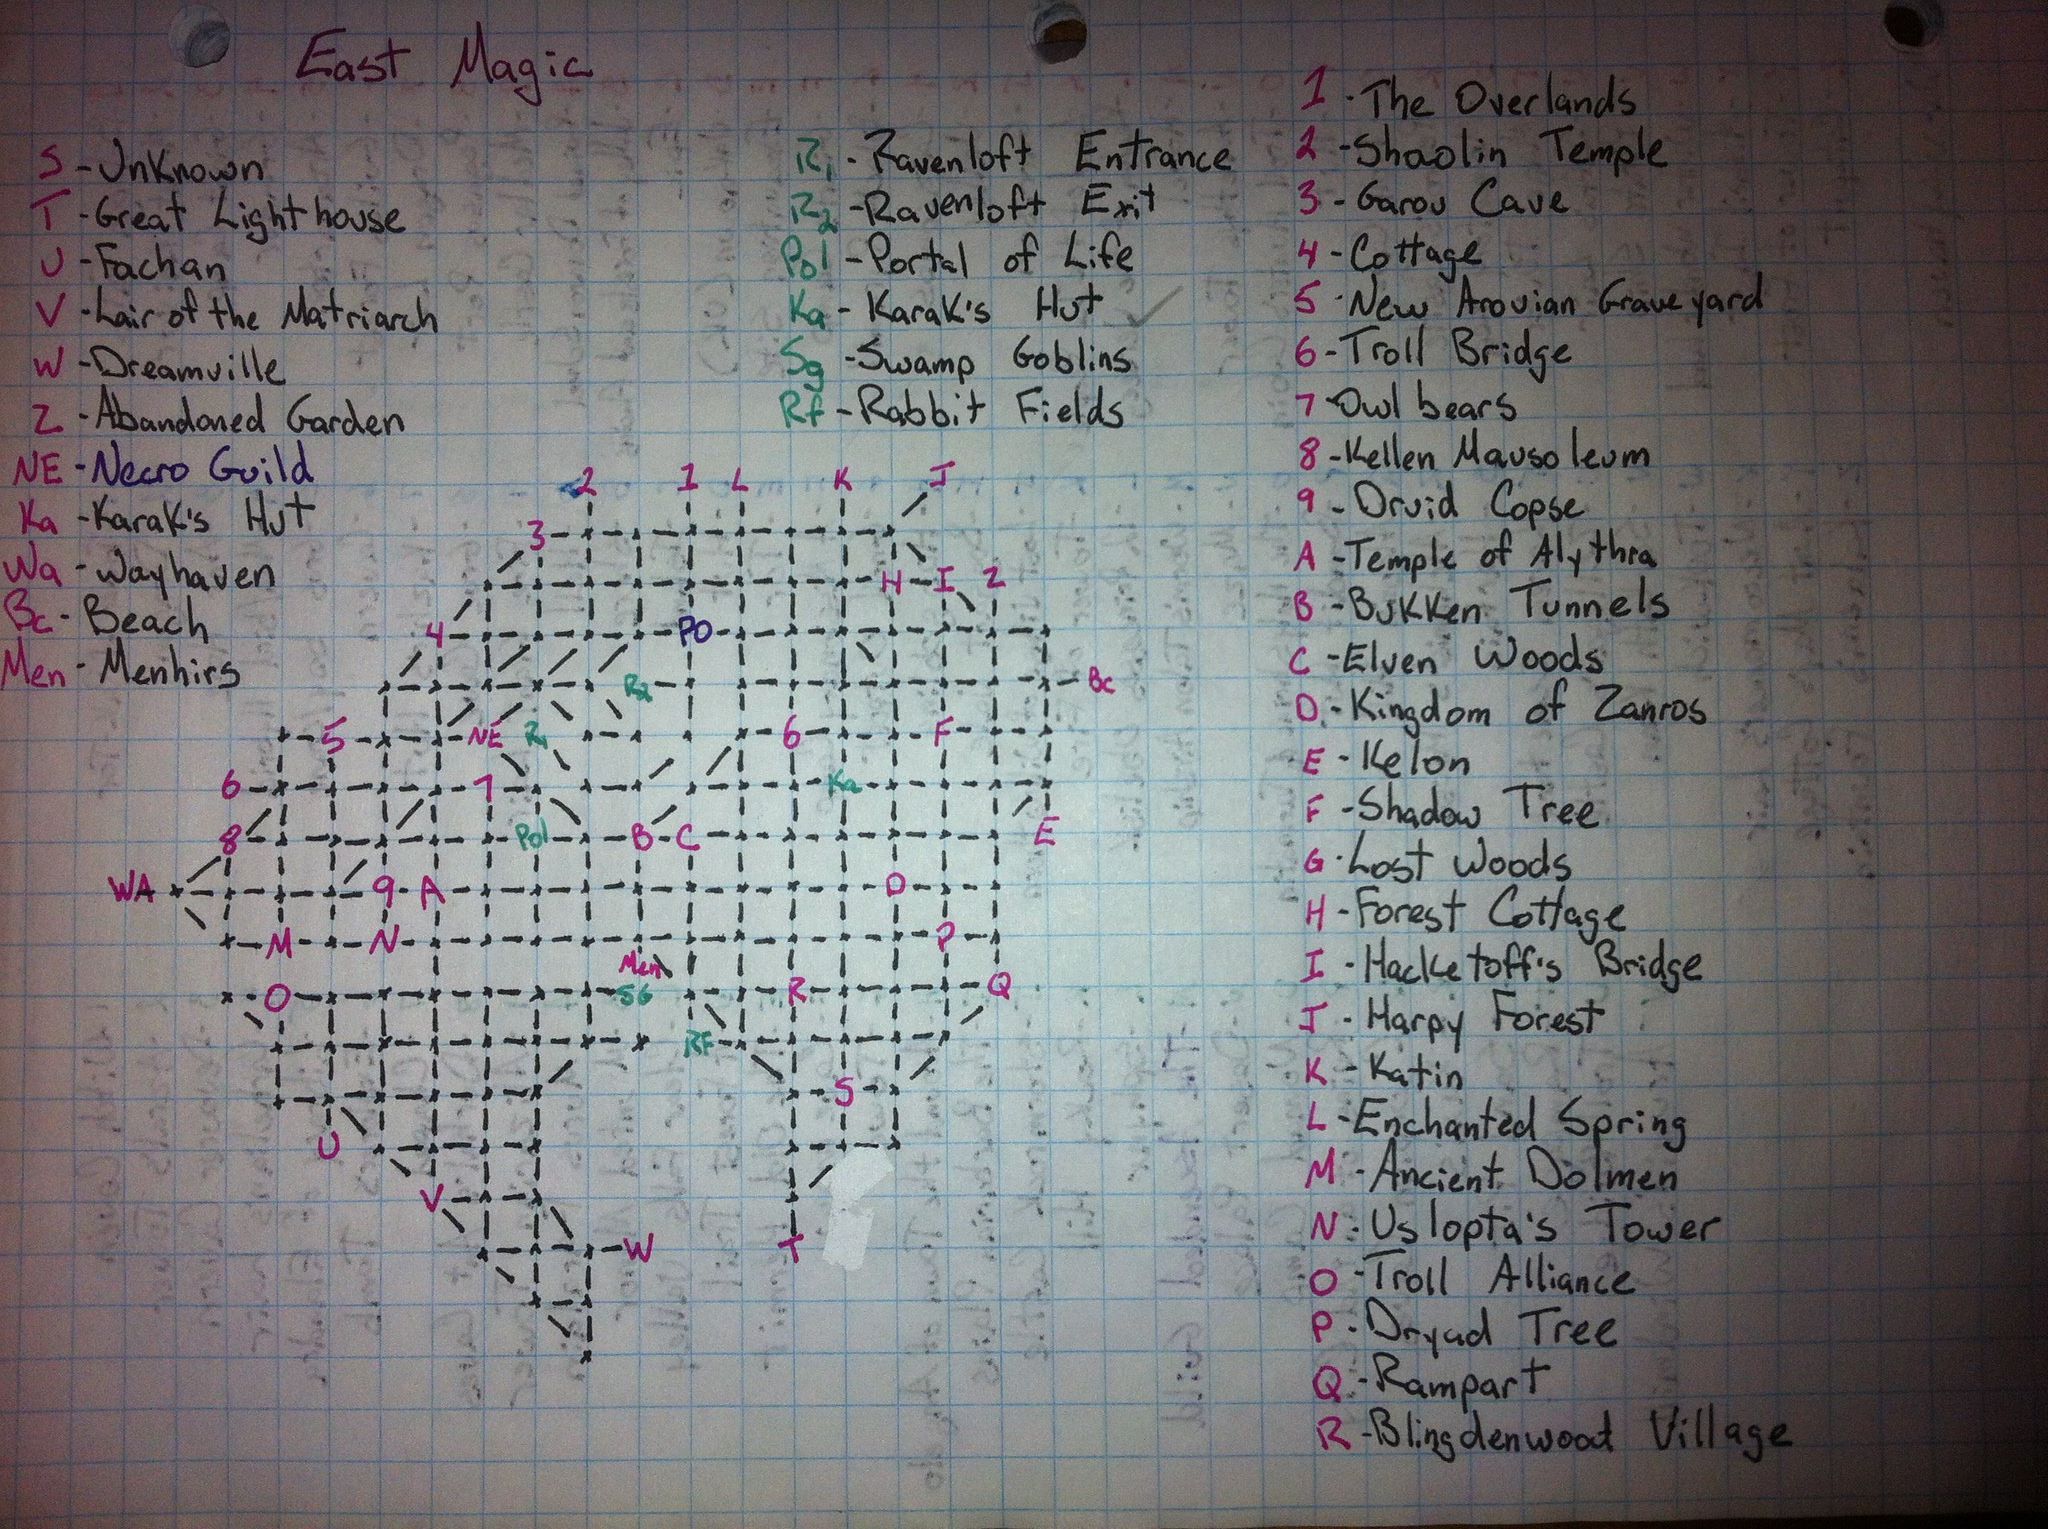 East Magic
S - Unknown
T - Great Lighthouse
U - Fachan
V - Lair of the Matriarch
W - Dreamville
Z - Abandoned Garden
NE - Necro Guild
Ka - Karak's Hut
Wa - Wayhaven
Bc - Beach
Men - Menhirs
R1 - Ravenloft Entrance
R2 - Ravenloft Exit
Pol - Portal of Life
Ka - Karak's Hut
Sg - Swamp Goblins
Rf - Rabbit Fields
1 - The Overlands
2 - Shaolin Temple
3 - Garou Cave
4 - Cottage
5 - New Arovian Graveyard
6 - Troll Bridge
7 Owlbears
8 - Kellen Mausoleum
9 - Druid Copse
A - Temple of Alythra
B - Bukken Tunnels
C - Elven Woods
D - Kingdom of Zanros
E - Kelon
F - Shadow Tree
G - Lost Woods
H - Forest Cottage
I - Hacketoff's Bridge
J - Harpy Forest
K - Katin
L - Enchanted Spring
M - Ancient Dolmen
N - Uslopta's Tower
O - Troll Alliance
P - Dryad Tree
Q - Rampart
R - Blingdenwood Village
2 1 L K J
3
H I Z
4 PO
R2 Bc
5 NE R1 6 F
6 7 Ka
8 Pol B C E
WA 9 A D
M N P
Men
O SG R Q
RF
S
U
V
W T